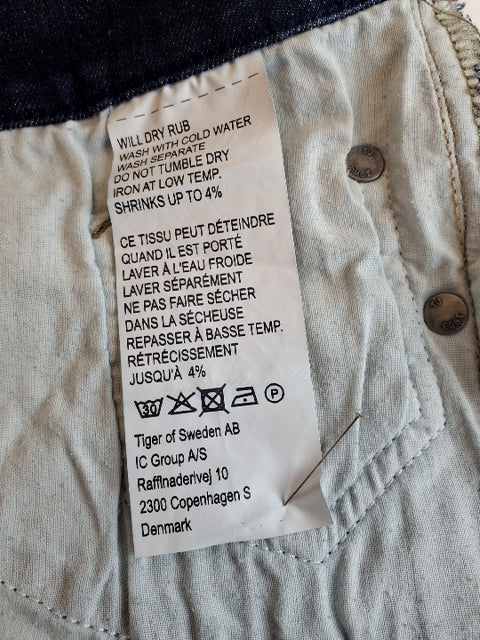 WILL DRY RUB
WASH WITH COLD WATER
WASH SEPARATE
DO NOT TUMBLE DRY
IRON AT LOW TEMP.
SHRINKS UP TO 4%
CE TISSU PEUT DÉTEINDRE
QUAND IL EST PORTÉ
LAVER À L'EAU FROIDE
LAVER SÉPARÉMENT
NE PAS FAIRE SÉCHER
DANS LA SÉCHEUSE
REPASSER À BASSE TEMP.
RÉTRÉCISSEMENT
JUSQU'À 4%
30 P
Tiger of Sweden AB
IC Group A/S
Raffinaderivej 10
2300 Copenhagen S
Denmark